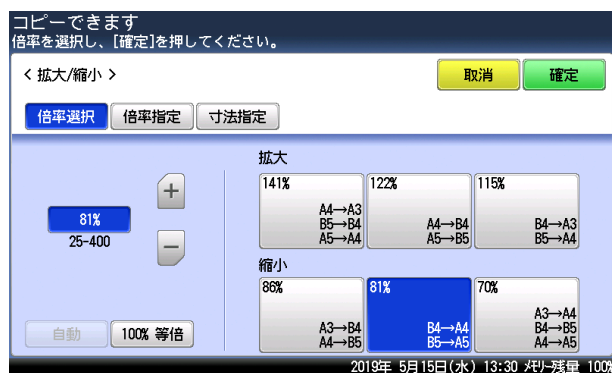 コピーできます
倍率を選択し、[確定]を押してください。
< 拡大/縮小 >
取消
確定
倍率選択
倍率指定
寸法指定
81%
25-400
+
−
自動
100% 等倍
拡大
141%
A4→A3
B5→B4
A5→A4
122%
A4→B4
A5→B5
115%
B4→A3
B5→A4
縮小
86%
A3→B4
A4→B5
81%
B4→A4
B5→A5
70%
A3→A4
B4→B5
A4→A5
2019年 5月15日(水) 13:30 メモリー残量 100%